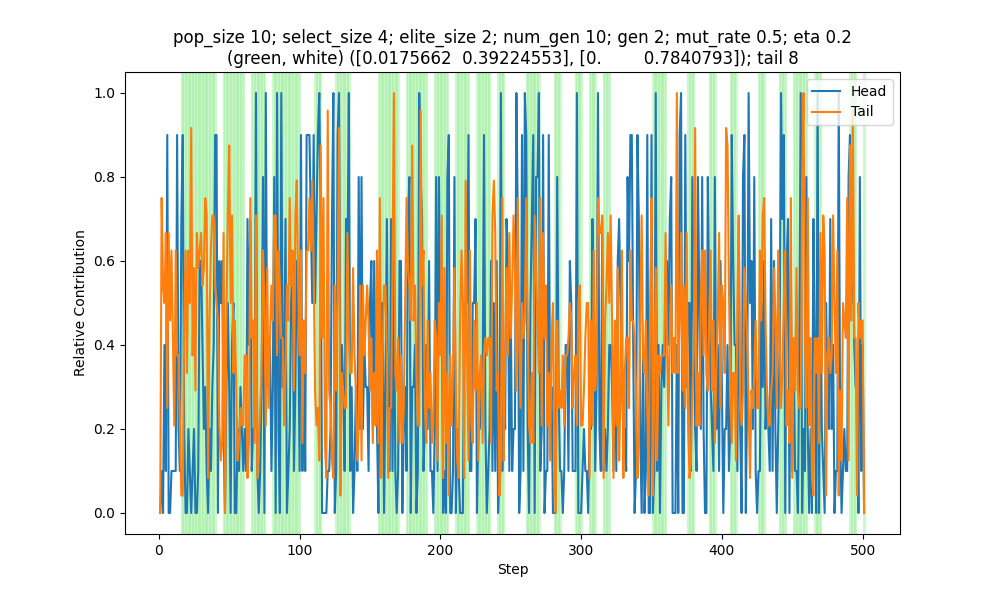 pop_size 10; select_size 4; elite_size 2; num_gen 10; gen 2; mut_rate 0.5; eta 0.2
(green, white) ([0.0175662 0.39224553], [0. 0.7840793]); tail 8
Head
Tail
1.0
0.8
0.6
0.4
0.2
0.0
Relative Contribution
0
100
200
300
400
500
Step